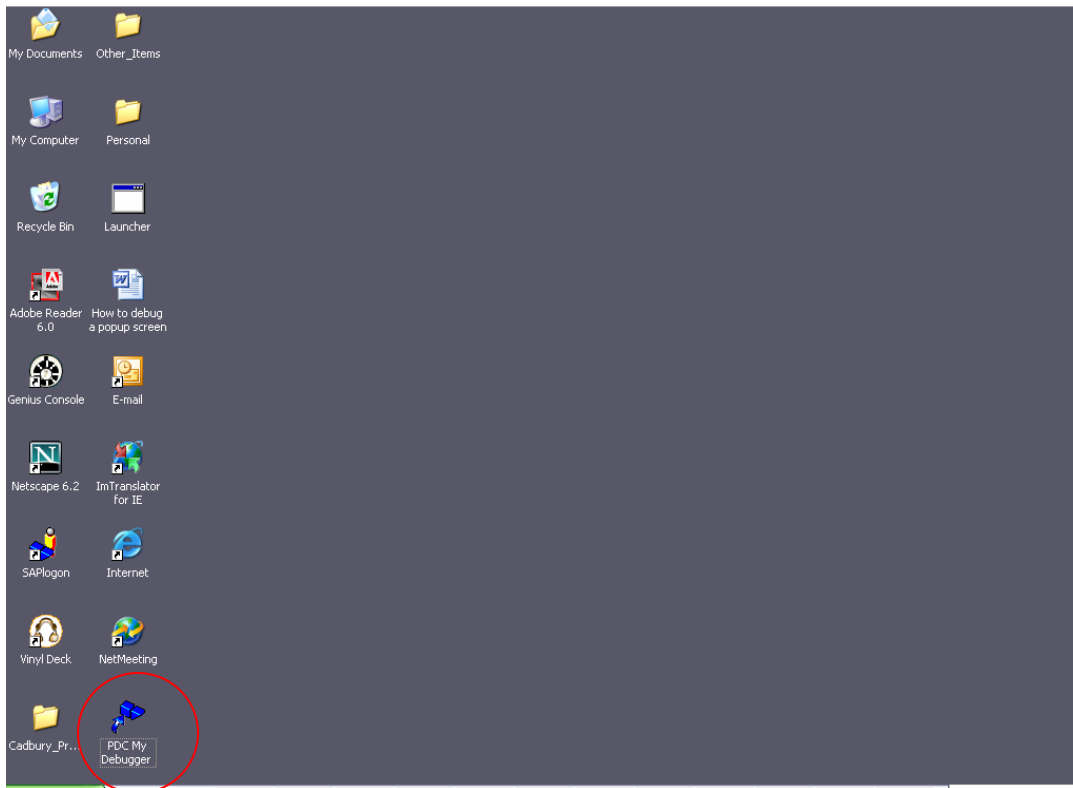 My Documents
Other_Items
My Computer
Personal
Recycle Bin
Launcher
Adobe Reader
6.0
How to debug
a popup screen
Genius Console
E-mail
Netscape 6.2
ImTranslator
for IE
SAPlogon
Internet
Vinyl Deck
NetMeeting
Cadbury_Pr...
PDC My
Debugger